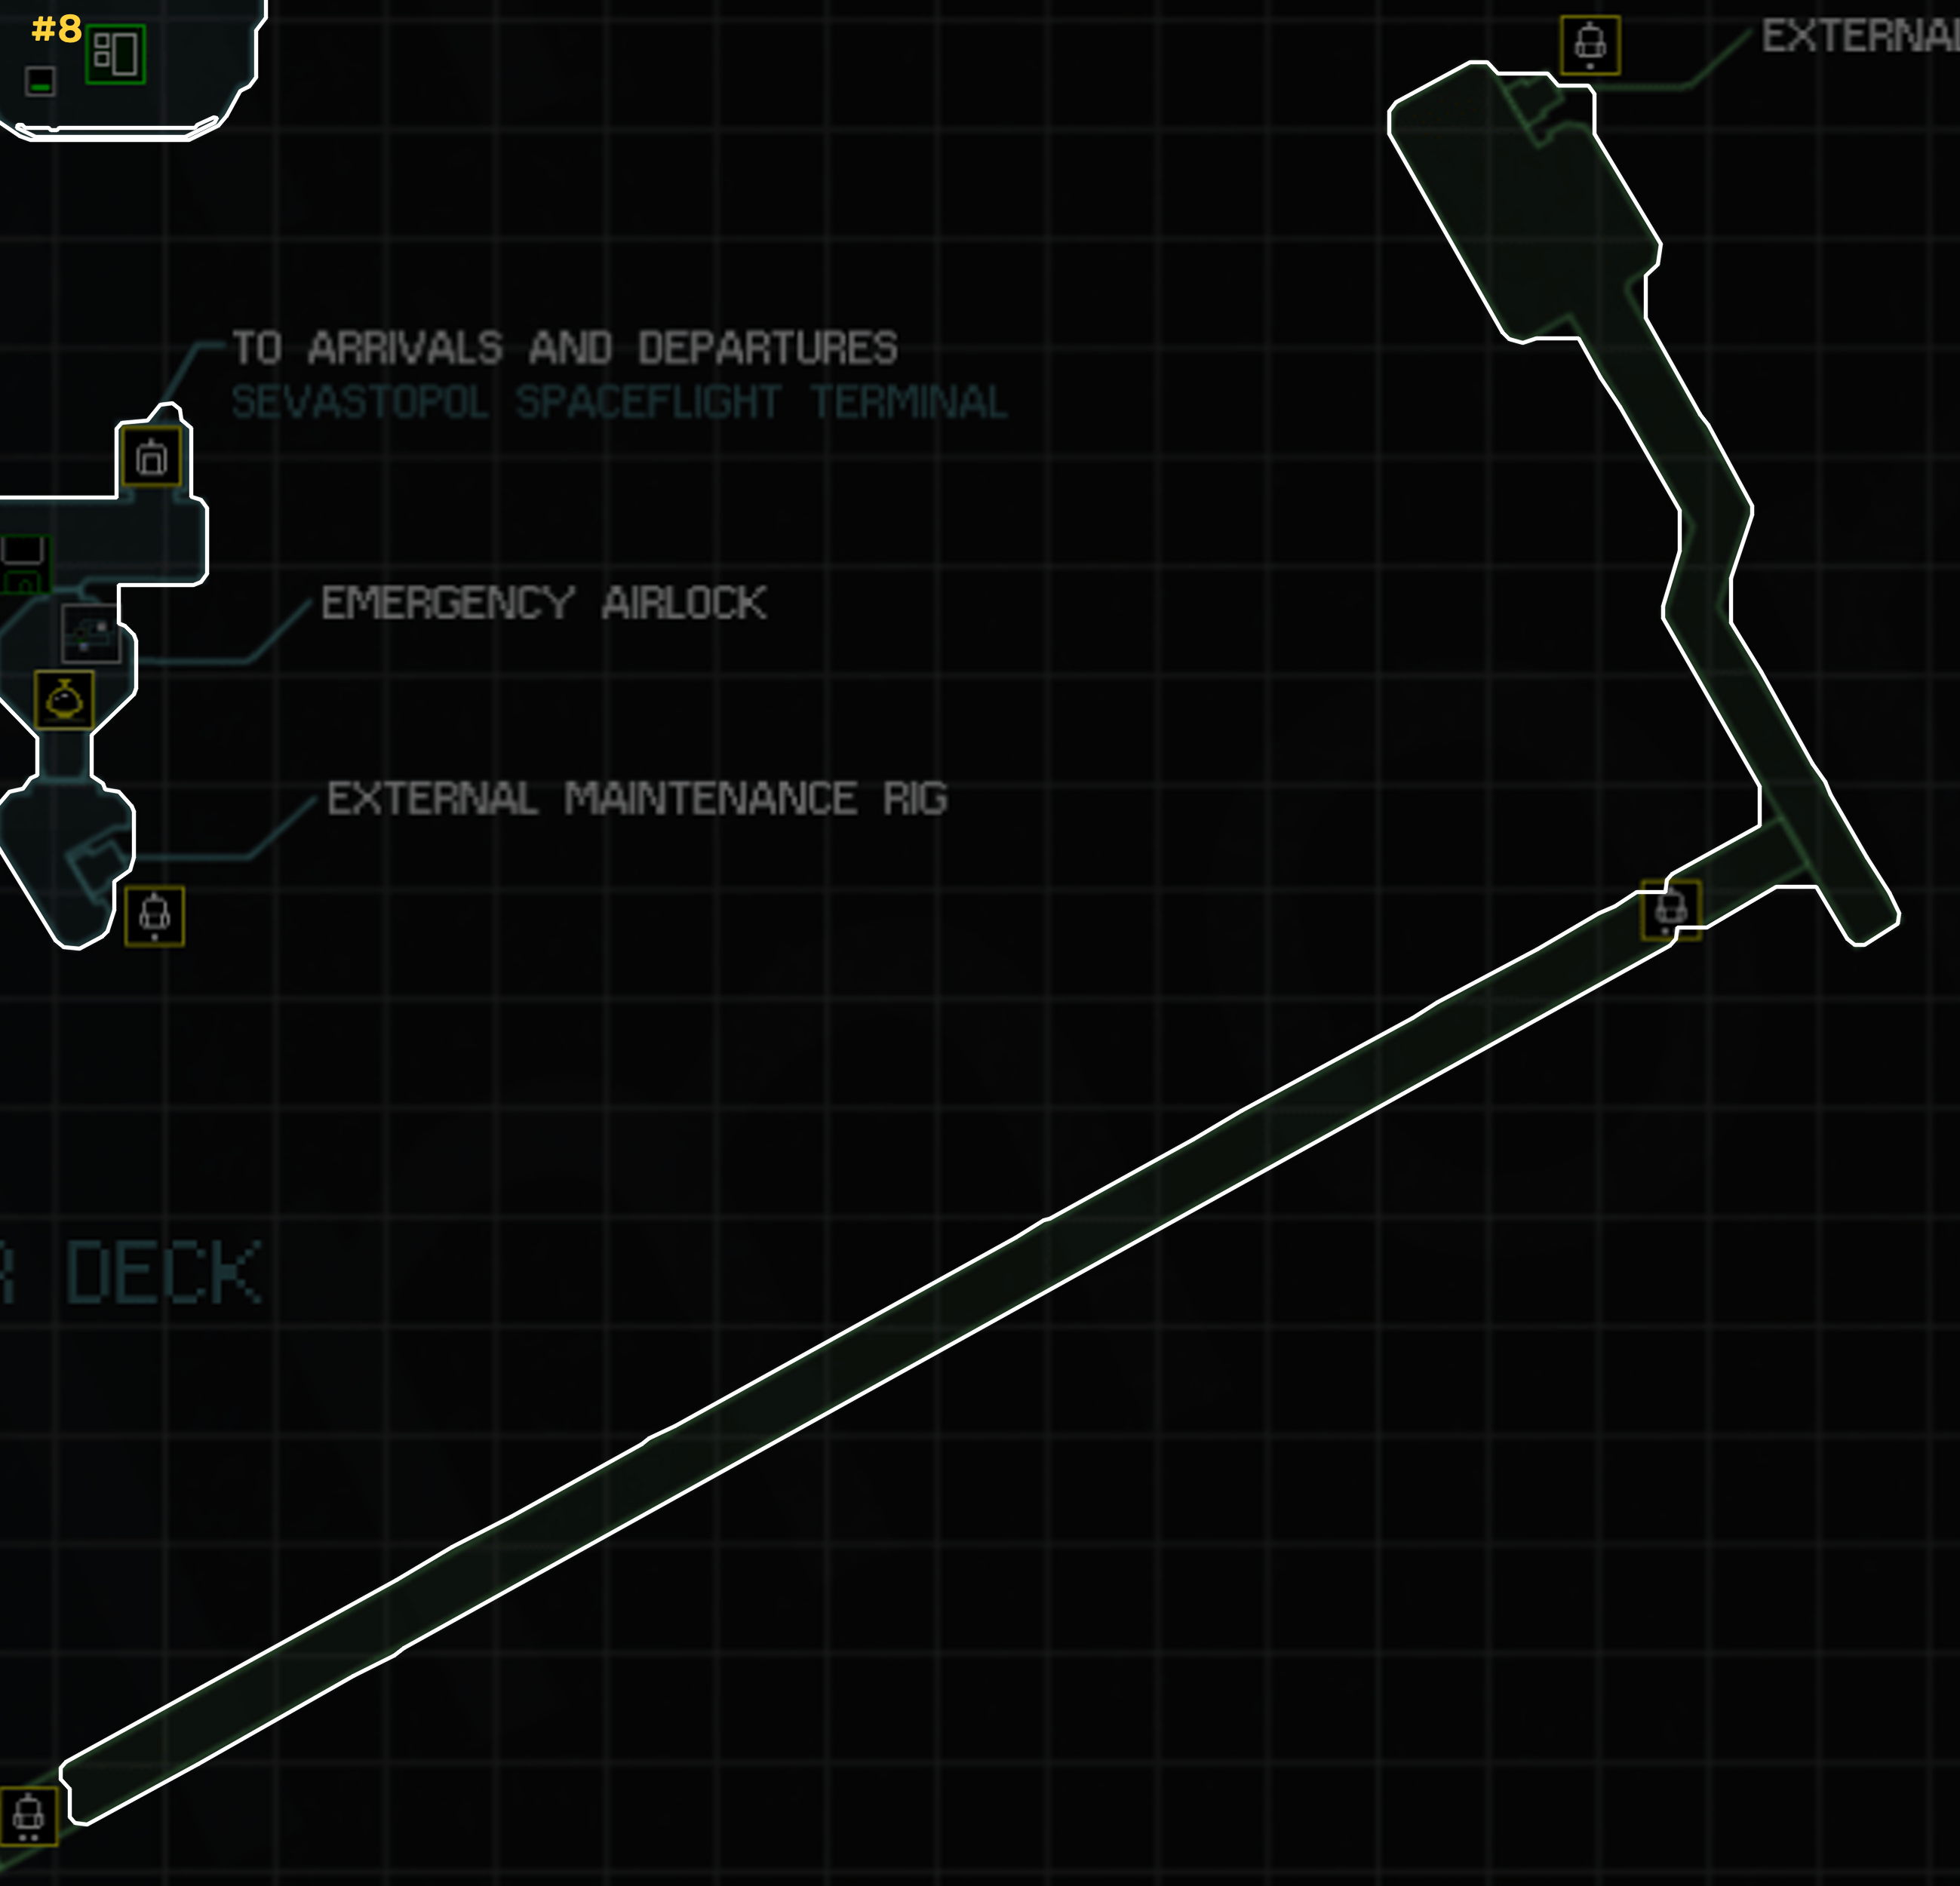 #8
EXTERNAL
TO ARRIVALS AND DEPARTURES
SEVASTOPOL SPACEFLIGHT TERMINAL
EMERGENCY AIRLOCK
EXTERNAL MAINTENANCE RIG
DECK